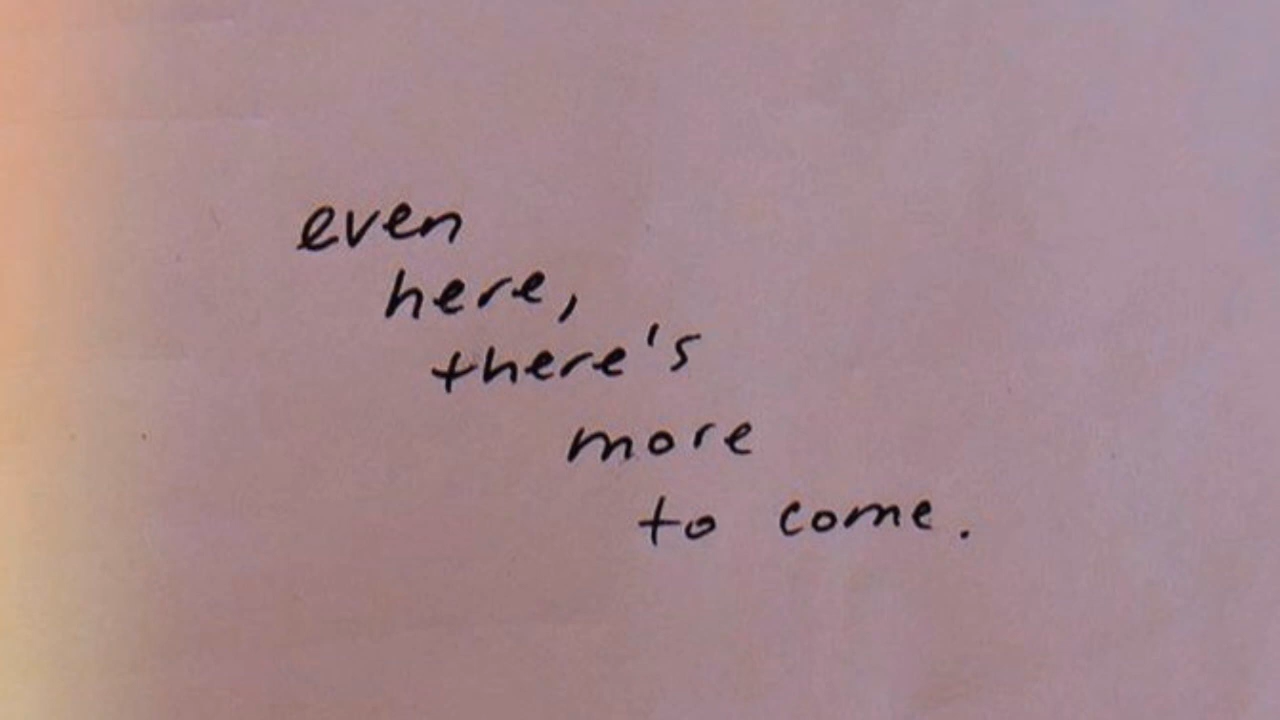 even
here,
there's
more
to come.